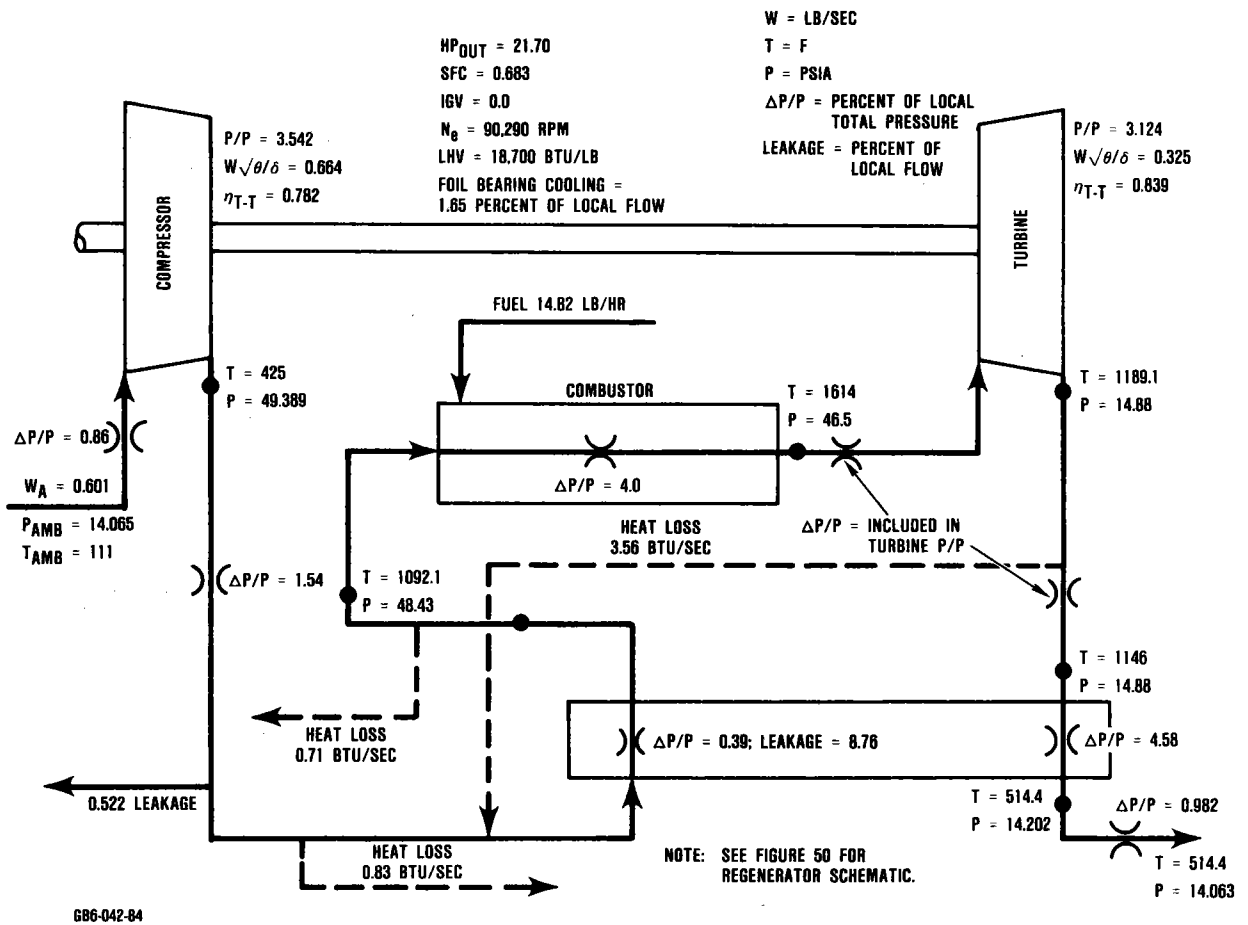 HP_OUT = 21.70
SFC = 0.683
IGV = 0.0
N_e = 90,290 RPM
LHV = 18,700 BTU/LB
FOIL BEARING COOLING =
1.65 PERCENT OF LOCAL FLOW
W = LB/SEC
T = F
P = PSIA
ΔP/P = PERCENT OF LOCAL
TOTAL PRESSURE
LEAKAGE = PERCENT OF
LOCAL FLOW
COMPRESSOR
P/P = 3.542
W√θ/δ = 0.664
η_T-T = 0.782
TURBINE
P/P = 3.124
W√θ/δ = 0.325
η_T-T = 0.839
FUEL 14.82 LB/HR
T = 425
P = 49.389
COMBUSTOR
T = 1614
P = 46.5
T = 1189.1
P = 14.88
ΔP/P = 0.86
ΔP/P = 4.0
W_A = 0.601
P_AMB = 14.065
T_AMB = 111
HEAT LOSS
3.56 BTU/SEC
ΔP/P = INCLUDED IN
TURBINE P/P
ΔP/P = 1.54
T = 1092.1
P = 48.43
T = 1146
P = 14.88
HEAT LOSS
0.71 BTU/SEC
ΔP/P = 0.39; LEAKAGE = 8.76
ΔP/P = 4.58
0.522 LEAKAGE
T = 514.4
P = 14.202
ΔP/P = 0.982
HEAT LOSS
0.83 BTU/SEC
NOTE: SEE FIGURE 50 FOR
REGENERATOR SCHEMATIC.
T = 514.4
P = 14.063
GB6-042-84